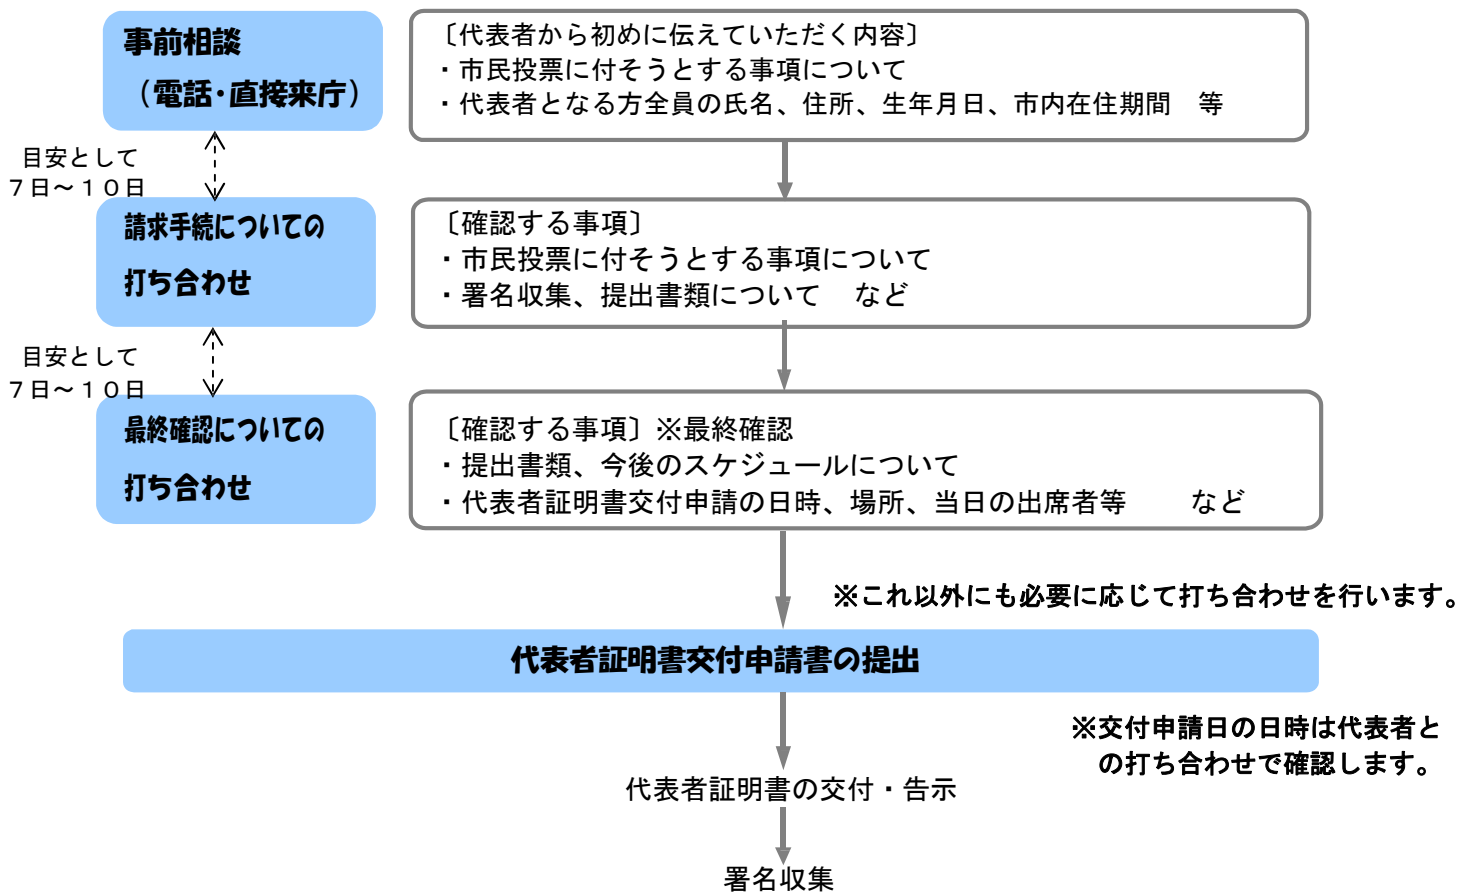 事前相談
（電話・直接来庁）
〔代表者から初めに伝えていただく内容〕
・市民投票に付そうとする事項について
・代表者となる方全員の氏名、住所、生年月日、市内在住期間　等
目安として
７日～１０日
請求手続についての
打ち合わせ
〔確認する事項〕
・市民投票に付そうとする事項について
・署名収集、提出書類について　など
目安として
７日～１０日
最終確認についての
打ち合わせ
〔確認する事項〕※最終確認
・提出書類、今後のスケジュールについて
・代表者証明書交付申請の日時、場所、当日の出席者等　　など
※これ以外にも必要に応じて打ち合わせを行います。
代表者証明書交付申請書の提出
※交付申請日の日時は代表者と
の打ち合わせで確認します。
代表者証明書の交付・告示
署名収集